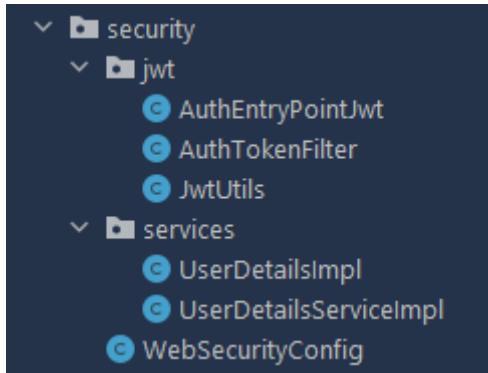 security
jwt
AuthEntryPointJwt
AuthTokenFilter
JwtUtils
services
UserDetailsImpl
UserDetailsServiceImpl
WebSecurityConfig